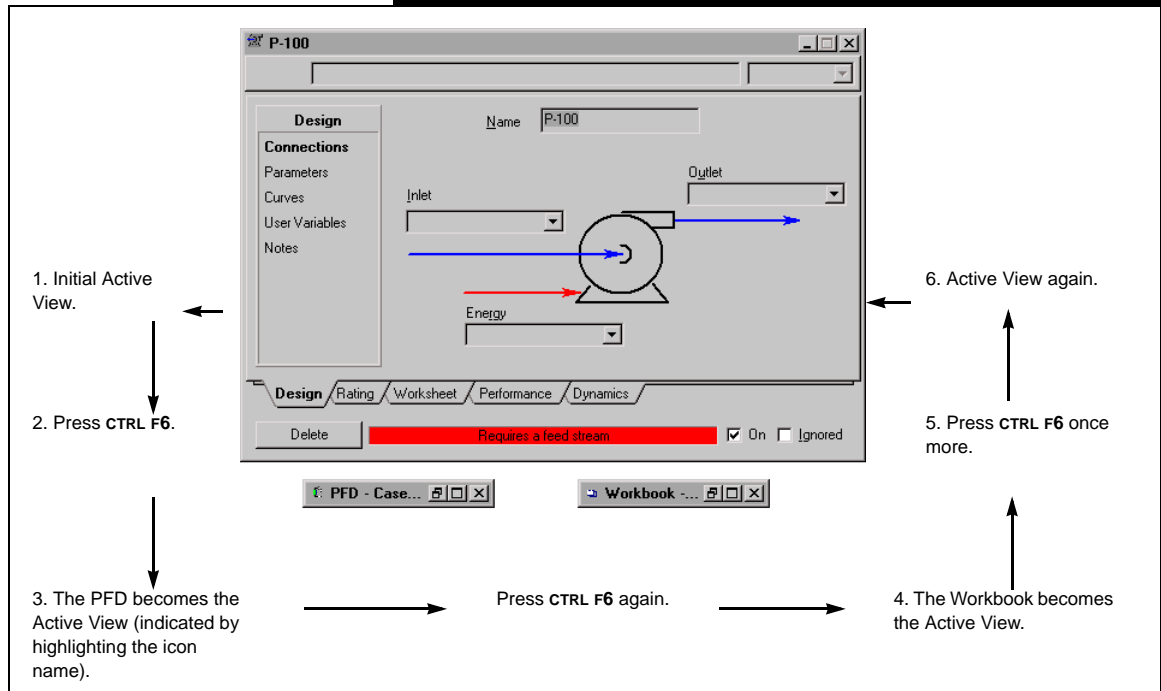 P-100
Design
Connections
Parameters
Curves
User Variables
Notes
Name P-100
Inlet
Outlet
Energy
Design Rating Worksheet Performance Dynamics
Delete Requires a feed stream On Ignored
PFD - Case...
Workbook -...
1. Initial Active
View.
2. Press CTRL F6.
3. The PFD becomes the
Active View (indicated by
highlighting the icon
name).
Press CTRL F6 again.
4. The Workbook becomes
the Active View.
5. Press CTRL F6 once
more.
6. Active View again.